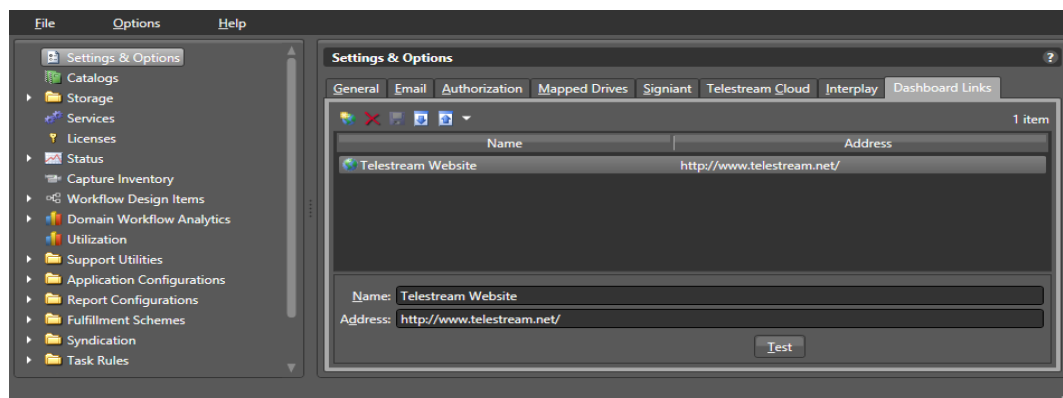 File Options Help
Settings & Options
Catalogs
Storage
Services
Licenses
Status
Capture Inventory
Workflow Design Items
Domain Workflow Analytics
Utilization
Support Utilities
Application Configurations
Report Configurations
Fulfillment Schemes
Syndication
Task Rules
Settings & Options ?
General Email Authorization Mapped Drives Signiant Telestream Cloud Interplay Dashboard Links
1 item
Name Address
Telestream Website http://www.telestream.net/
Name: Telestream Website
Address: http://www.telestream.net/
Test